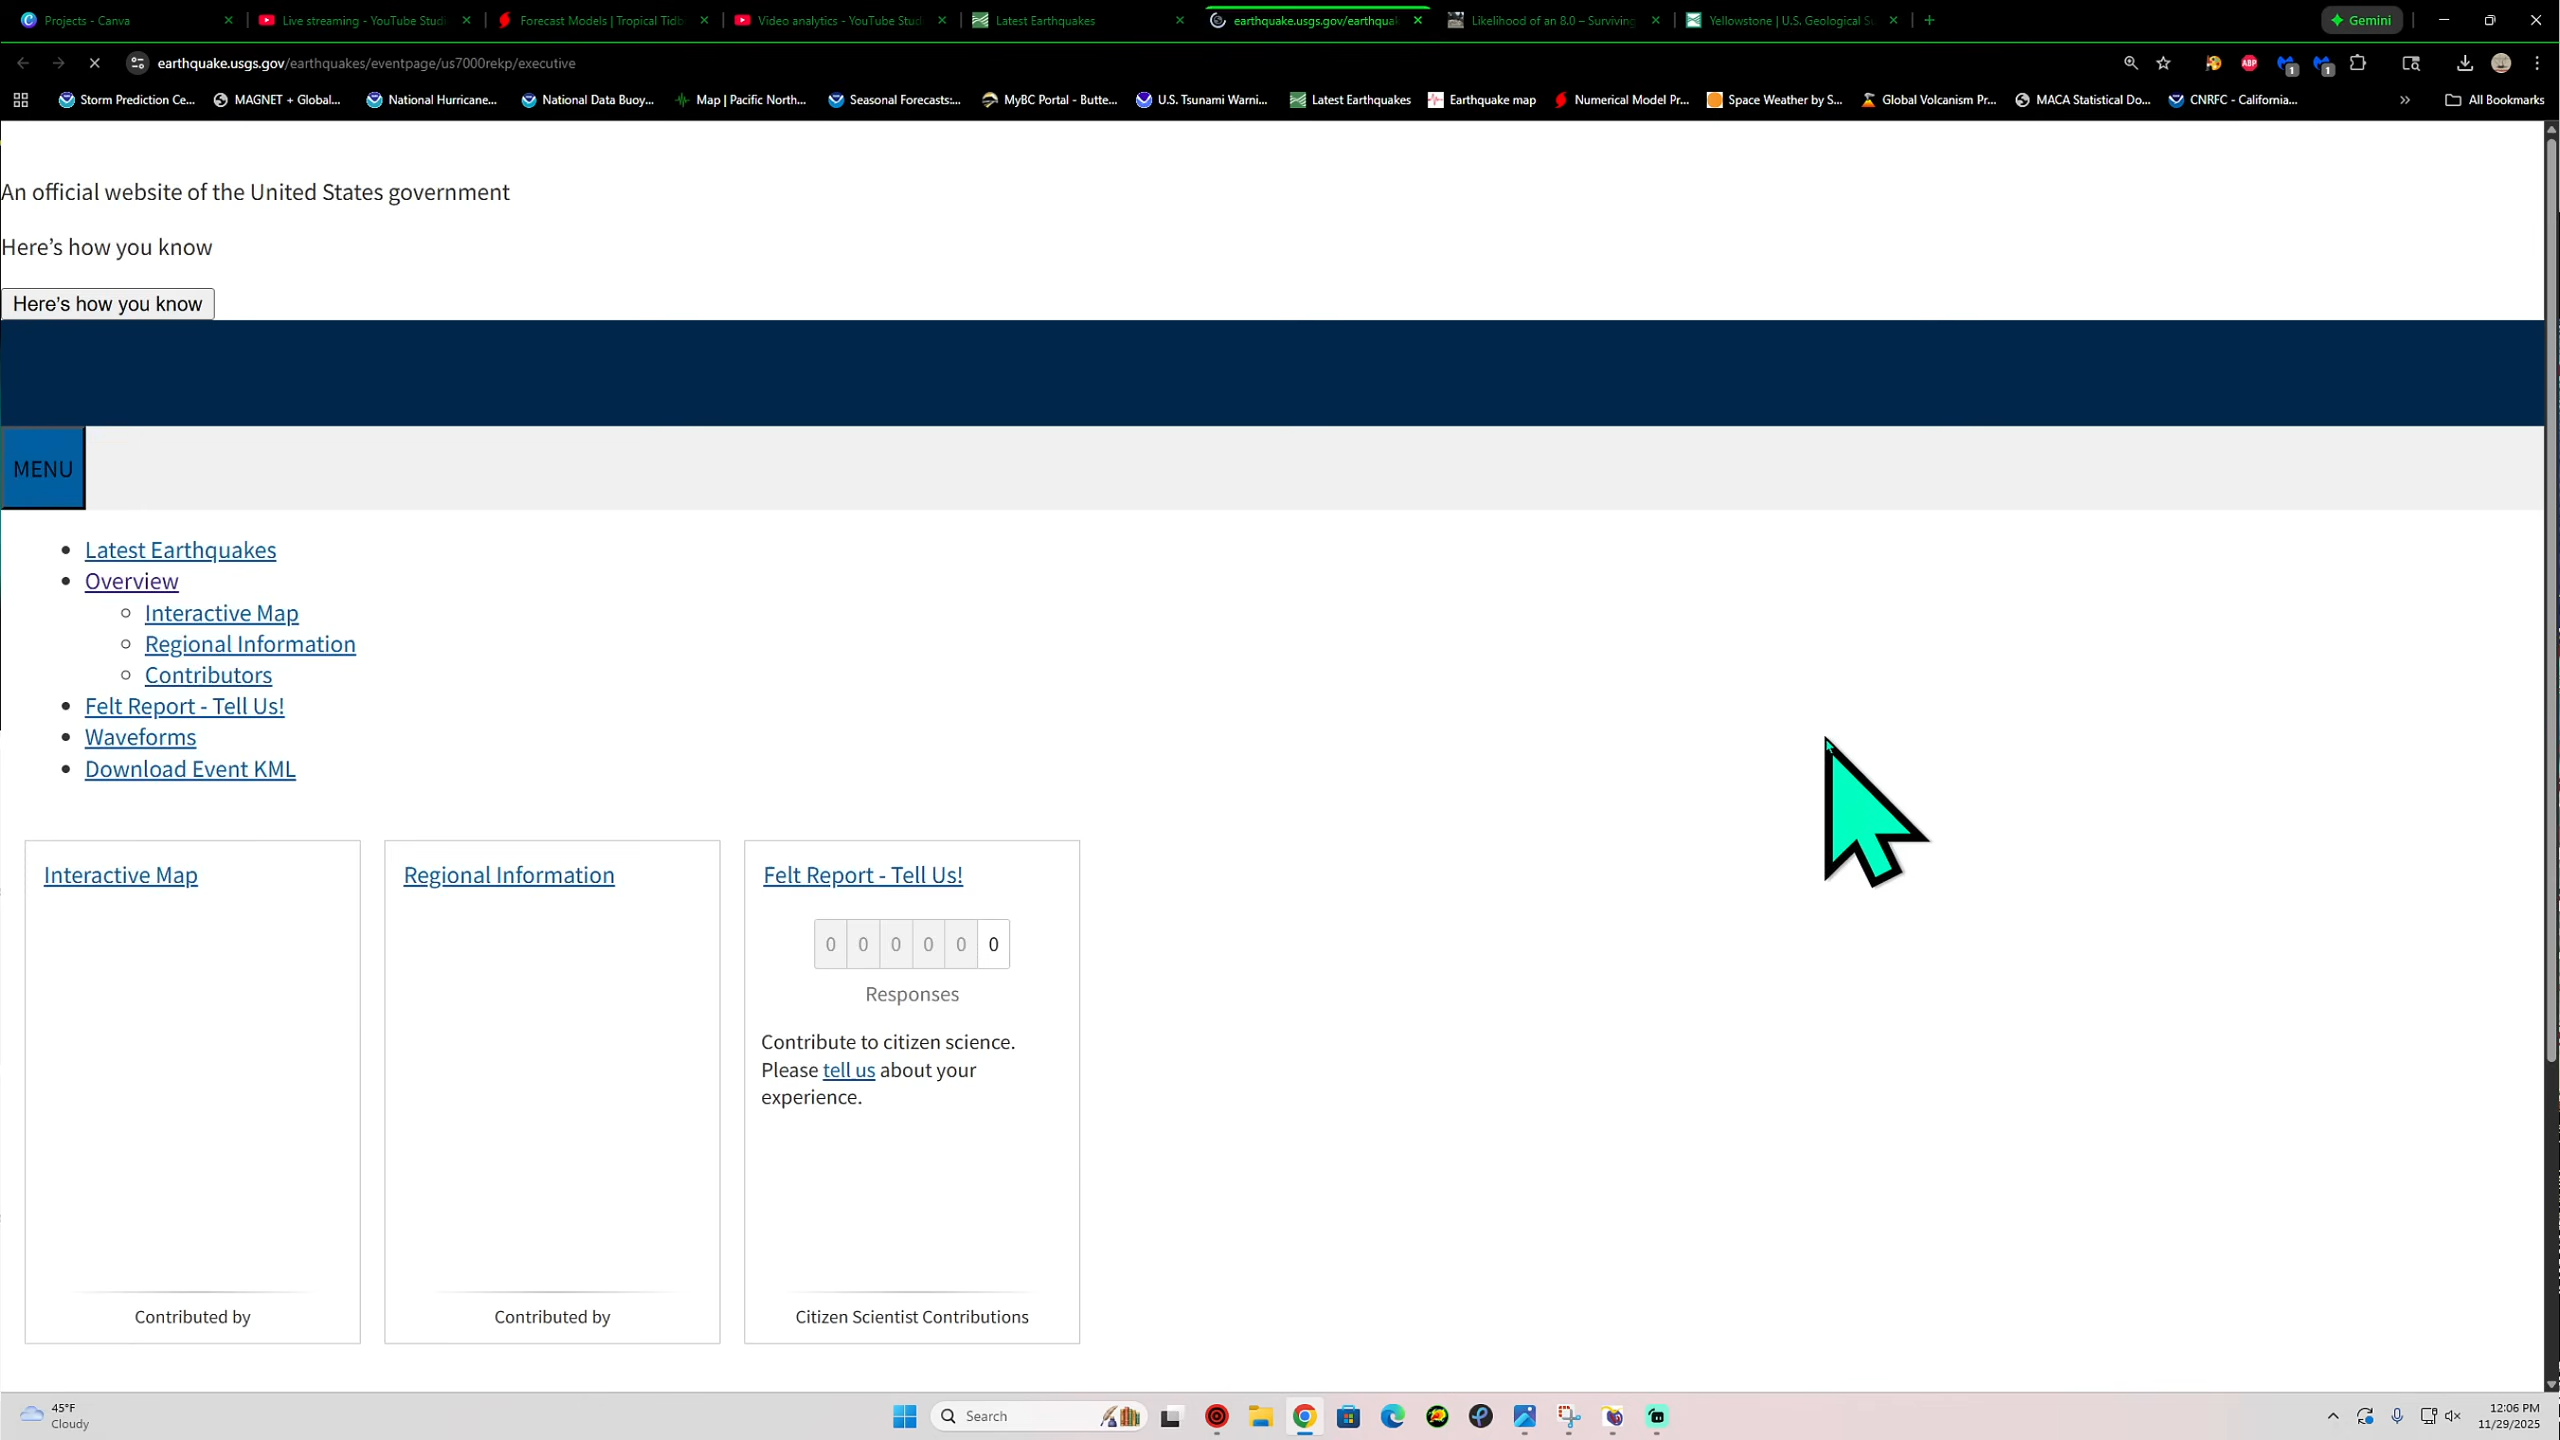 Projects - Canva
Live streaming - YouTube Studi
Forecast Models | Tropical Tidb
Video analytics - YouTube Stud
Latest Earthquakes
earthquake.usgs.gov/earthqua
Likelihood of an 8.0 – Surviving
Yellowstone | U.S. Geological Su
Gemini
earthquake.usgs.gov/earthquakes/eventpage/us7000rekp/executive
ABP
1
1
Storm Prediction Ce...
MAGNET + Global...
National Hurricane...
National Data Buoy...
Map | Pacific North...
Seasonal Forecasts:...
MyBC Portal - Butte...
U.S. Tsunami Warni...
Latest Earthquakes
Earthquake map
Numerical Model Pr...
Space Weather by S...
Global Volcanism Pr...
MACA Statistical Do...
CNRFC - California...
All Bookmarks
An official website of the United States government
Here’s how you know
Here’s how you know
MENU
Latest Earthquakes
Overview
Interactive Map
Regional Information
Contributors
Felt Report - Tell Us!
Waveforms
Download Event KML
Interactive Map
Contributed by
Regional Information
Contributed by
Felt Report - Tell Us!
0 0 0 0 0 0
Responses
Contribute to citizen science.
Please tell us about your
experience.
Citizen Scientist Contributions
45°F
Cloudy
Search
12:06 PM
11/29/2025